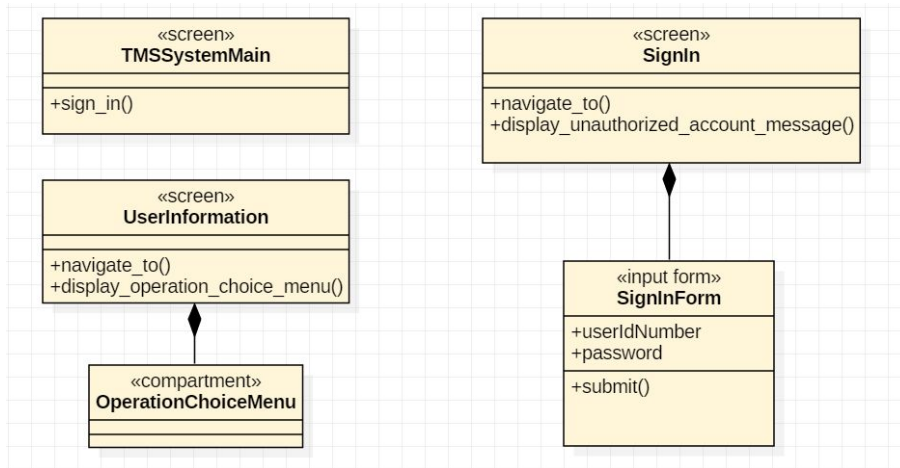 «screen»
TMSSystemMain
+sign_in()
«screen»
SignIn
+navigate_to()
+display_unauthorized_account_message()
«screen»
UserInformation
+navigate_to()
+display_operation_choice_menu()
«input form»
SignInForm
+userIdNumber
+password
+submit()
«compartment»
OperationChoiceMenu